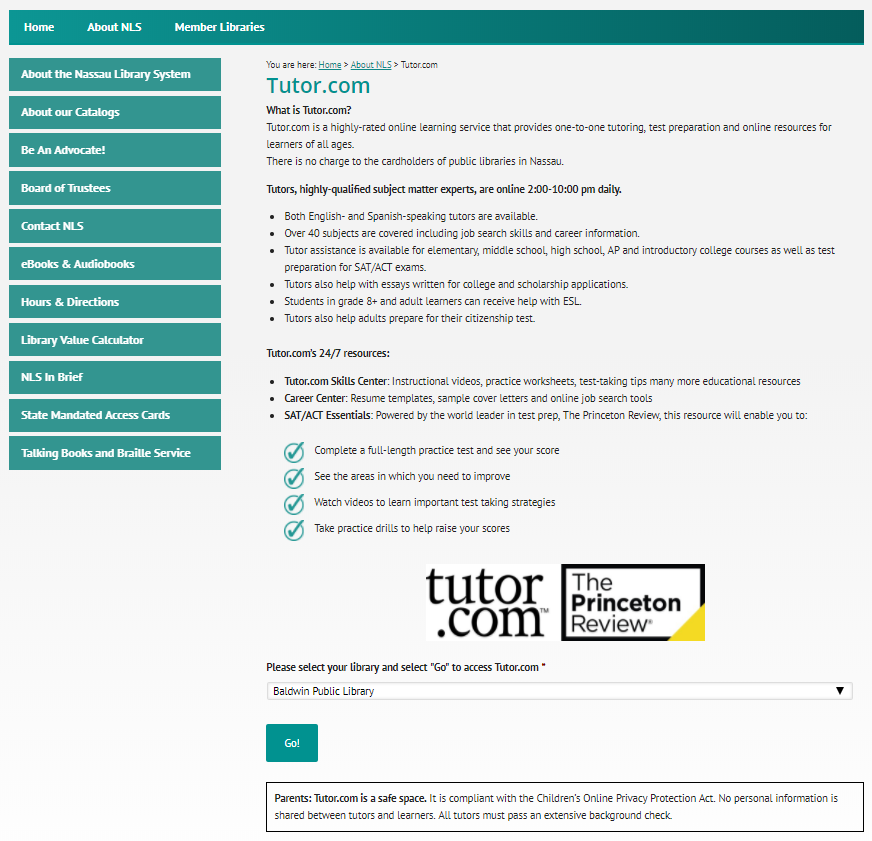 Home About NLS Member Libraries
About the Nassau Library System
About our Catalogs
Be An Advocate!
Board of Trustees
Contact NLS
eBooks & Audiobooks
Hours & Directions
Library Value Calculator
NLS In Brief
State Mandated Access Cards
Talking Books and Braille Service
You are here: Home > About NLS > Tutor.com
Tutor.com
What is Tutor.com?
Tutor.com is a highly-rated online learning service that provides one-to-one tutoring, test preparation and online resources for
learners of all ages.
There is no charge to the cardholders of public libraries in Nassau.
Tutors, highly-qualified subject matter experts, are online 2:00-10:00 pm daily.
Both English- and Spanish-speaking tutors are available.
Over 40 subjects are covered including job search skills and career information.
Tutor assistance is available for elementary, middle school, high school, AP and introductory college courses as well as test
preparation for SAT/ACT exams.
Tutors also help with essays written for college and scholarship applications.
Students in grade 8+ and adult learners can receive help with ESL.
Tutors also help adults prepare for their citizenship test.
Tutor.com's 24/7 resources:
Tutor.com Skills Center: Instructional videos, practice worksheets, test-taking tips many more educational resources
Career Center: Resume templates, sample cover letters and online job search tools
SAT/ACT Essentials: Powered by the world leader in test prep, The Princeton Review, this resource will enable you to:
Complete a full-length practice test and see your score
See the areas in which you need to improve
Watch videos to learn important test taking strategies
Take practice drills to help raise your scores
tutor
.com™
The
Princeton
Review®
Please select your library and select "Go" to access Tutor.com *
Baldwin Public Library
Go!
Parents: Tutor.com is a safe space. It is compliant with the Children's Online Privacy Protection Act. No personal information is
shared between tutors and learners. All tutors must pass an extensive background check.